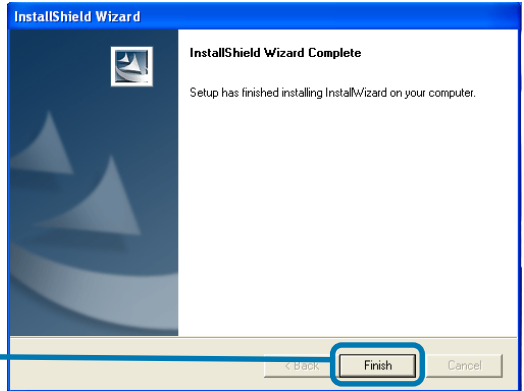 InstallShield Wizard
InstallShield Wizard Complete
Setup has finished installing InstallWizard on your computer.
< Back Finish Cancel